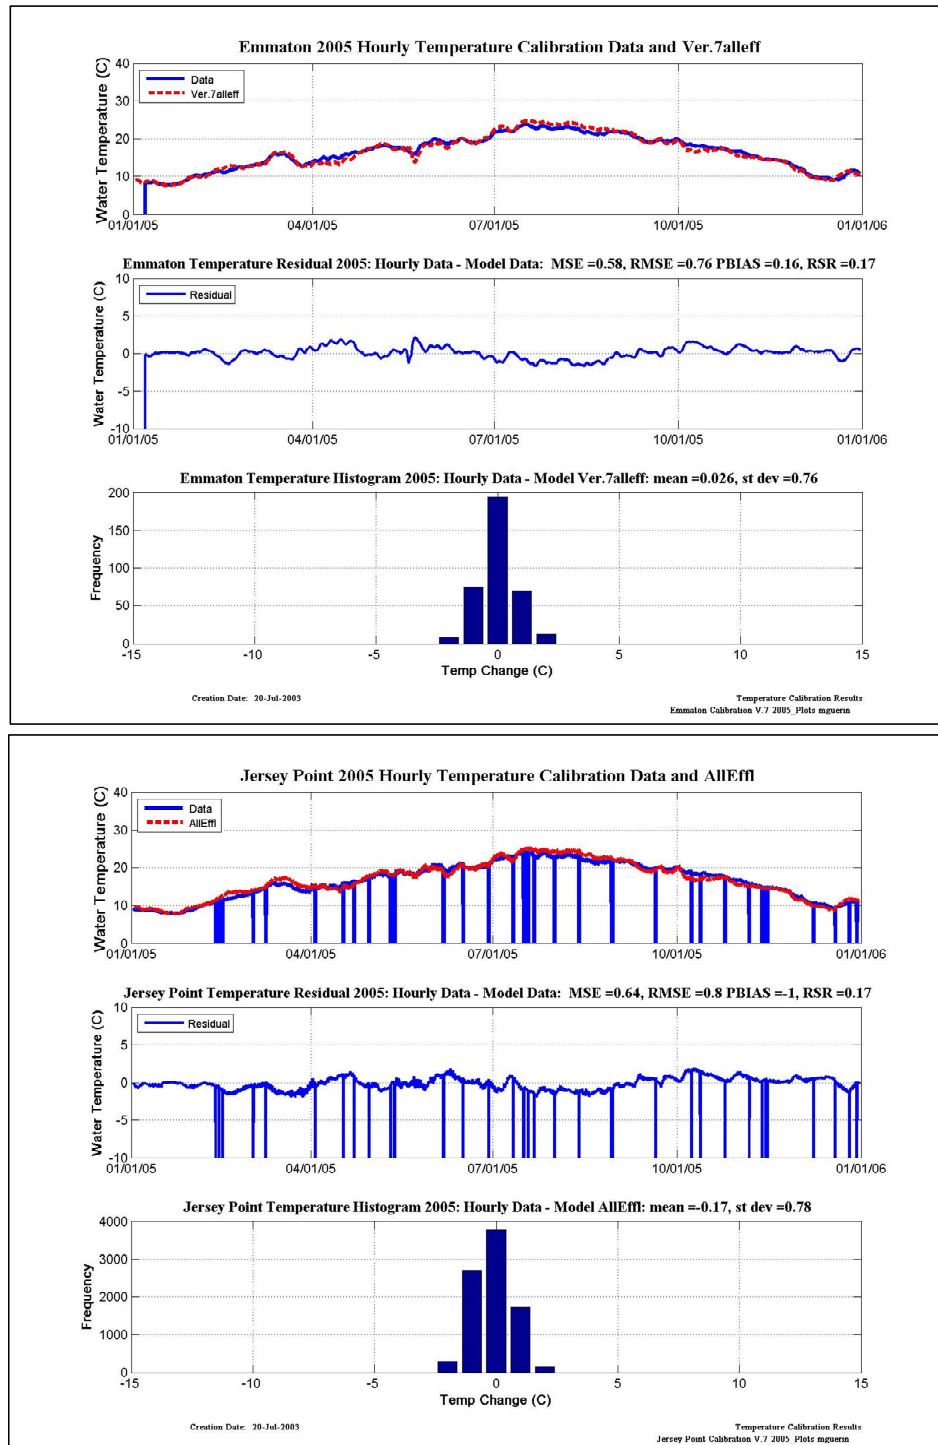 Emmaton 2005 Hourly Temperature Calibration Data and Ver.7alleff
Water Temperature (C)
40
30
20
10
0
Data
Ver.7alleff
01/01/05 04/01/05 07/01/05 10/01/05 01/01/06
Emmaton Temperature Residual 2005: Hourly Data - Model Data: MSE =0.58, RMSE =0.76 PBIAS =0.16, RSR =0.17
Water Temperature (C)
10
5
0
-5
-10
Residual
01/01/05 04/01/05 07/01/05 10/01/05 01/01/06
Emmaton Temperature Histogram 2005: Hourly Data - Model Ver.7alleff: mean =0.026, st dev =0.76
Frequency
200
150
100
50
0
-15 -10 -5 0 5 10 15
Temp Change (C)
Creation Date: 20-Jul-2003 Temperature Calibration Results
Emmaton Calibration V.7 2005_Plots mguerin
Jersey Point 2005 Hourly Temperature Calibration Data and AllEffl
Water Temperature (C)
40
30
20
10
0
Data
AllEffl
01/01/05 04/01/05 07/01/05 10/01/05 01/01/06
Jersey Point Temperature Residual 2005: Hourly Data - Model Data: MSE =0.64, RMSE =0.8 PBIAS =-1, RSR =0.17
Water Temperature (C)
10
5
0
-5
-10
Residual
01/01/05 04/01/05 07/01/05 10/01/05 01/01/06
Jersey Point Temperature Histogram 2005: Hourly Data - Model AllEffl: mean =-0.17, st dev =0.78
Frequency
4000
3000
2000
1000
0
-15 -10 -5 0 5 10 15
Temp Change (C)
Creation Date: 20-Jul-2003 Temperature Calibration Results
Jersey Point Calibration V.7 2005_Plots mguerin